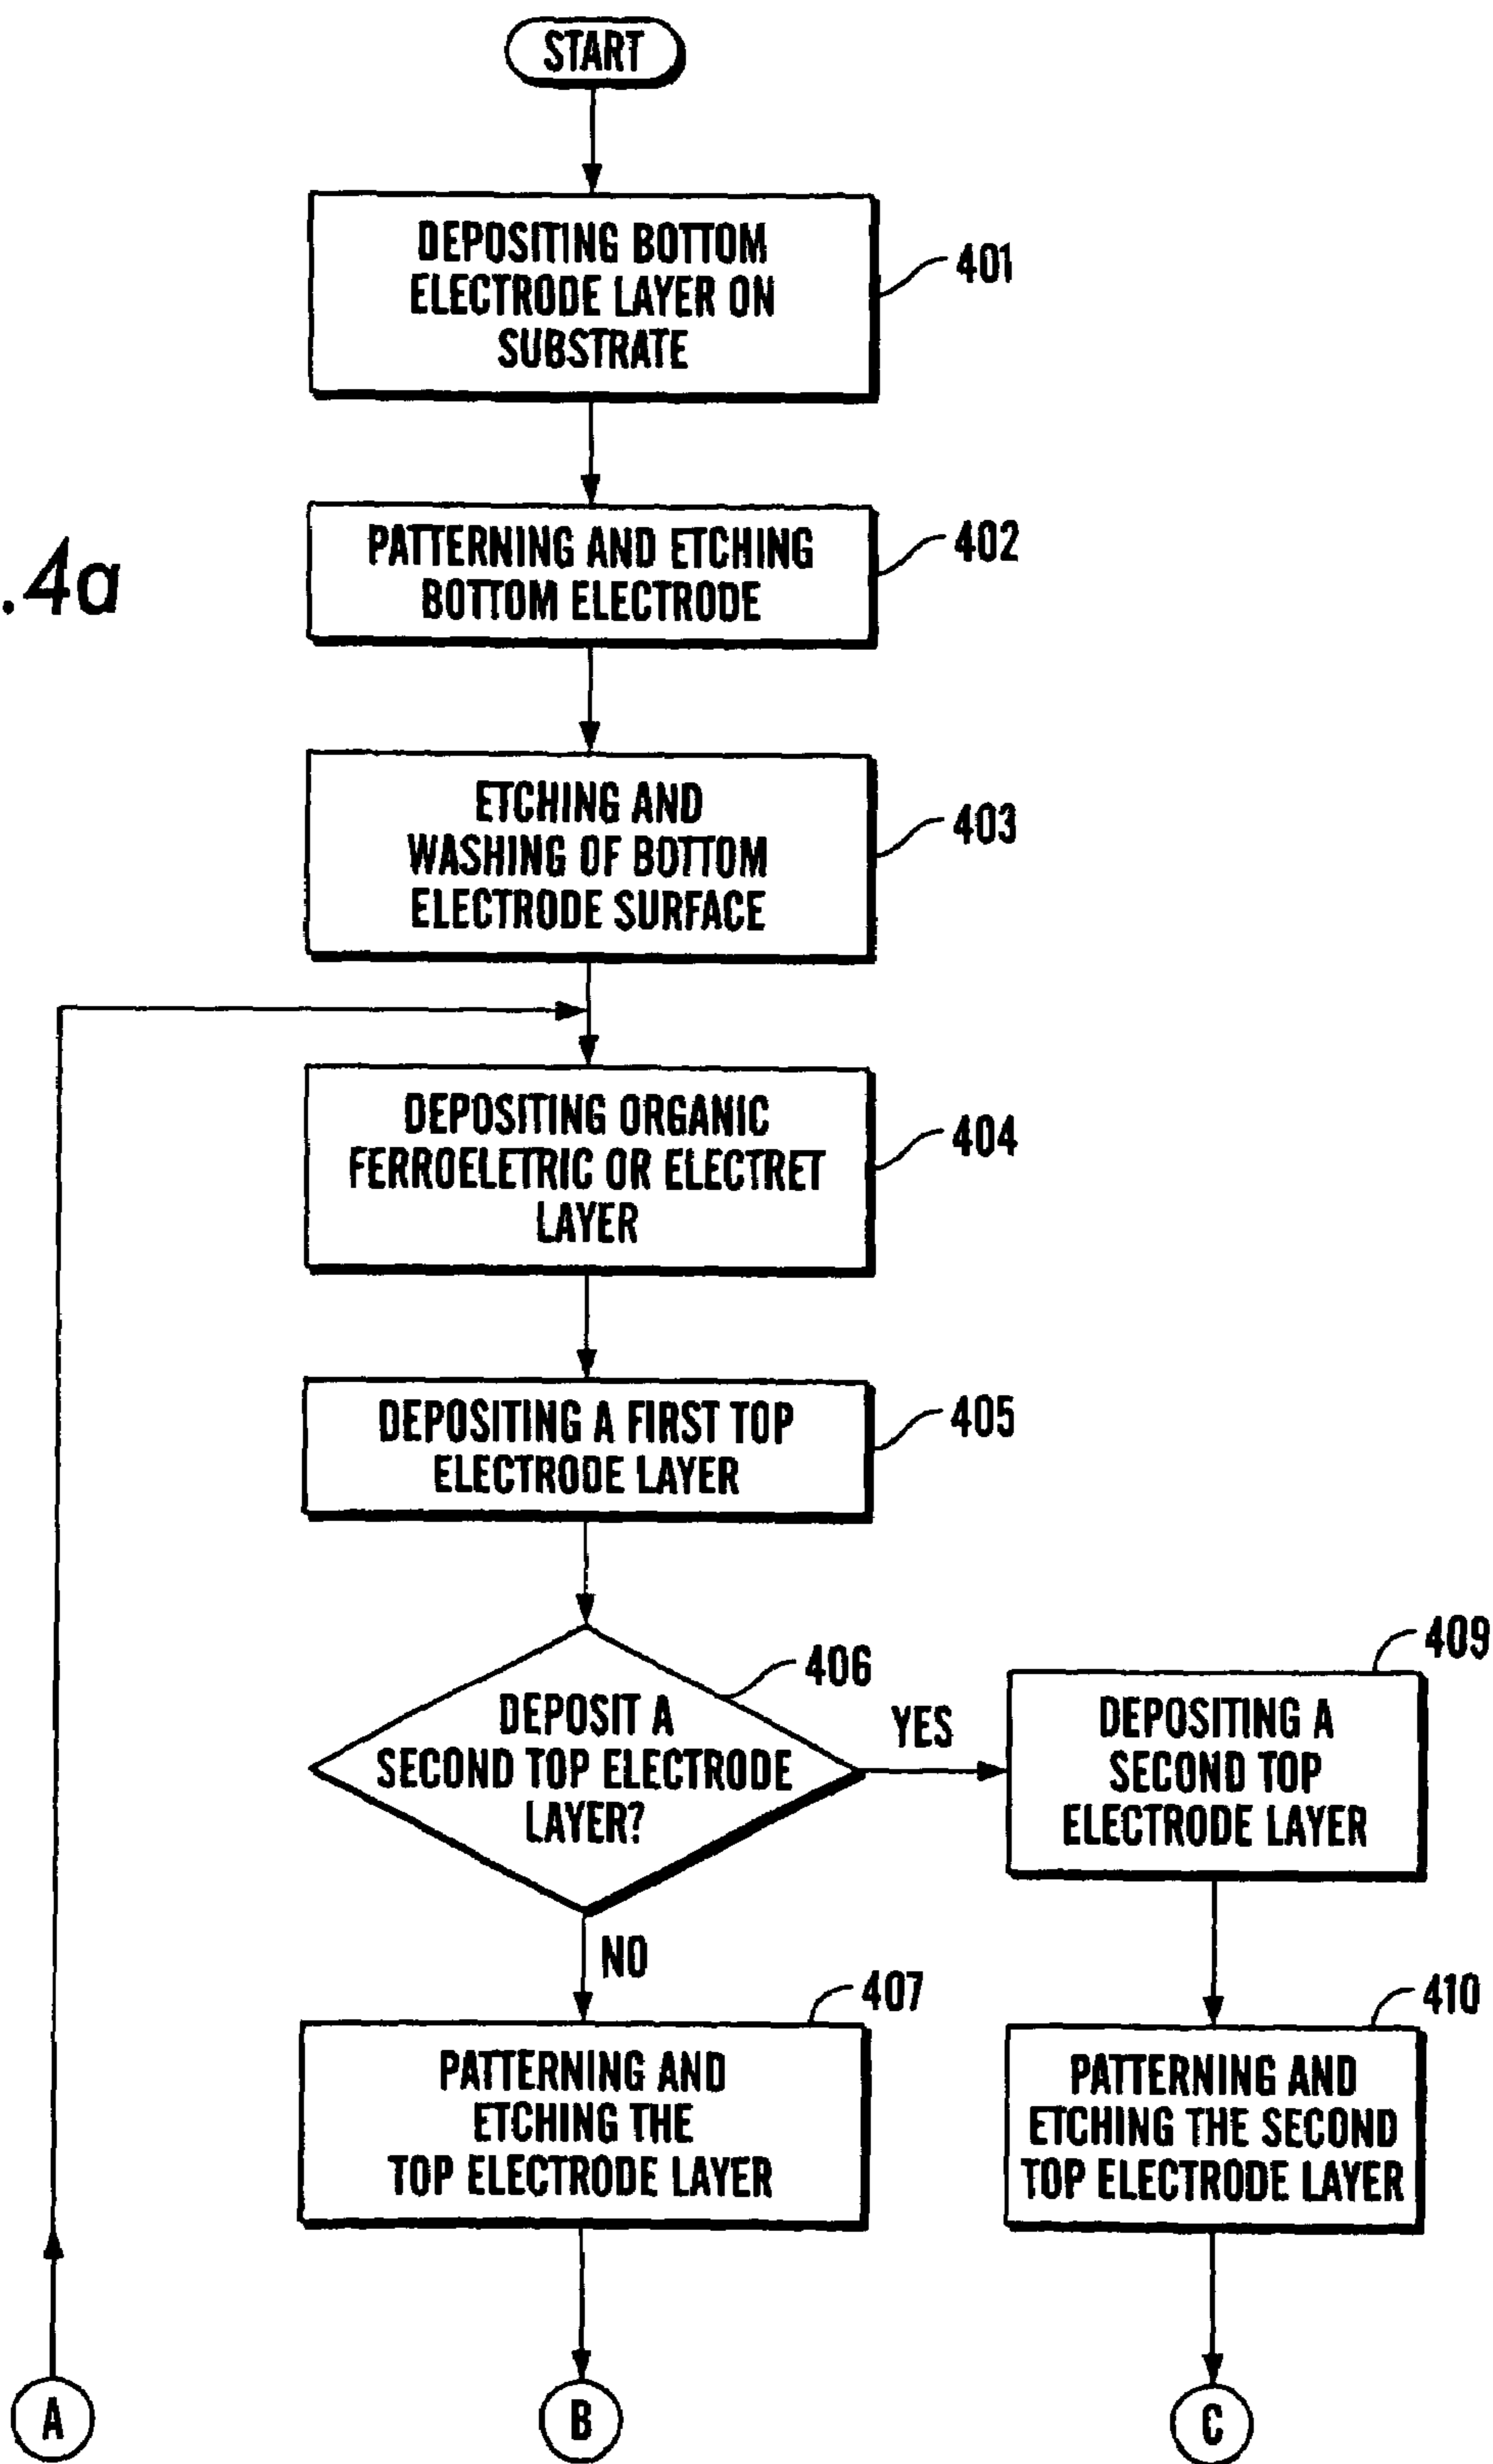 START
DEPOSITING BOTTOM
ELECTRODE LAYER ON
SUBSTRATE
401
.4a
PATTERNING AND ETCHING
BOTTOM ELECTRODE
402
ETCHING AND
WASHING OF BOTTOM
ELECTRODE SURFACE
403
DEPOSITING ORGANIC
FERROELETRIC OR ELECTRET
LAYER
404
DEPOSITING A FIRST TOP
ELECTRODE LAYER
405
DEPOSIT A
SECOND TOP ELECTRODE
LAYER?
406
YES
DEPOSITING A
SECOND TOP
ELECTRODE LAYER
409
NO
PATTERNING AND
ETCHING THE
TOP ELECTRODE LAYER
407
PATTERNING AND
ETCHING THE SECOND
TOP ELECTRODE LAYER
410
A
B
C